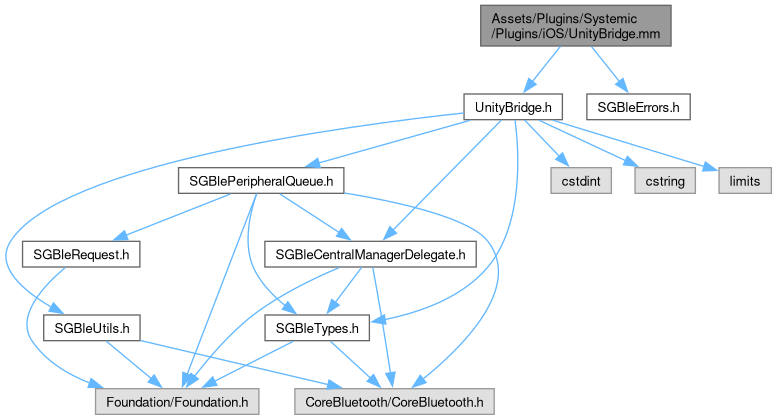 Assets/Plugins/Systemic
/Plugins/iOS/UnityBridge.mm
UnityBridge.h
SGBleErrors.h
SGBlePeripheralQueue.h
cstdint
cstring
limits
SGBleRequest.h
SGBleCentralManagerDelegate.h
SGBleUtils.h
SGBleTypes.h
Foundation/Foundation.h
CoreBluetooth/CoreBluetooth.h